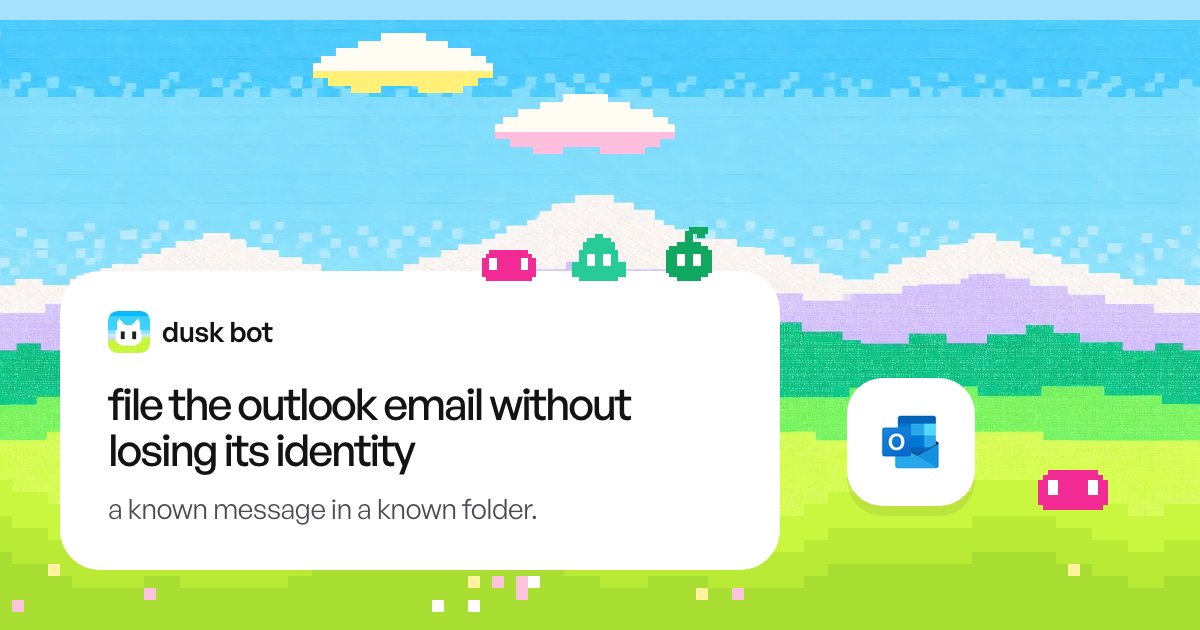 dusk bot
file the outlook email without
losing its identity
a known message in a known folder.
O